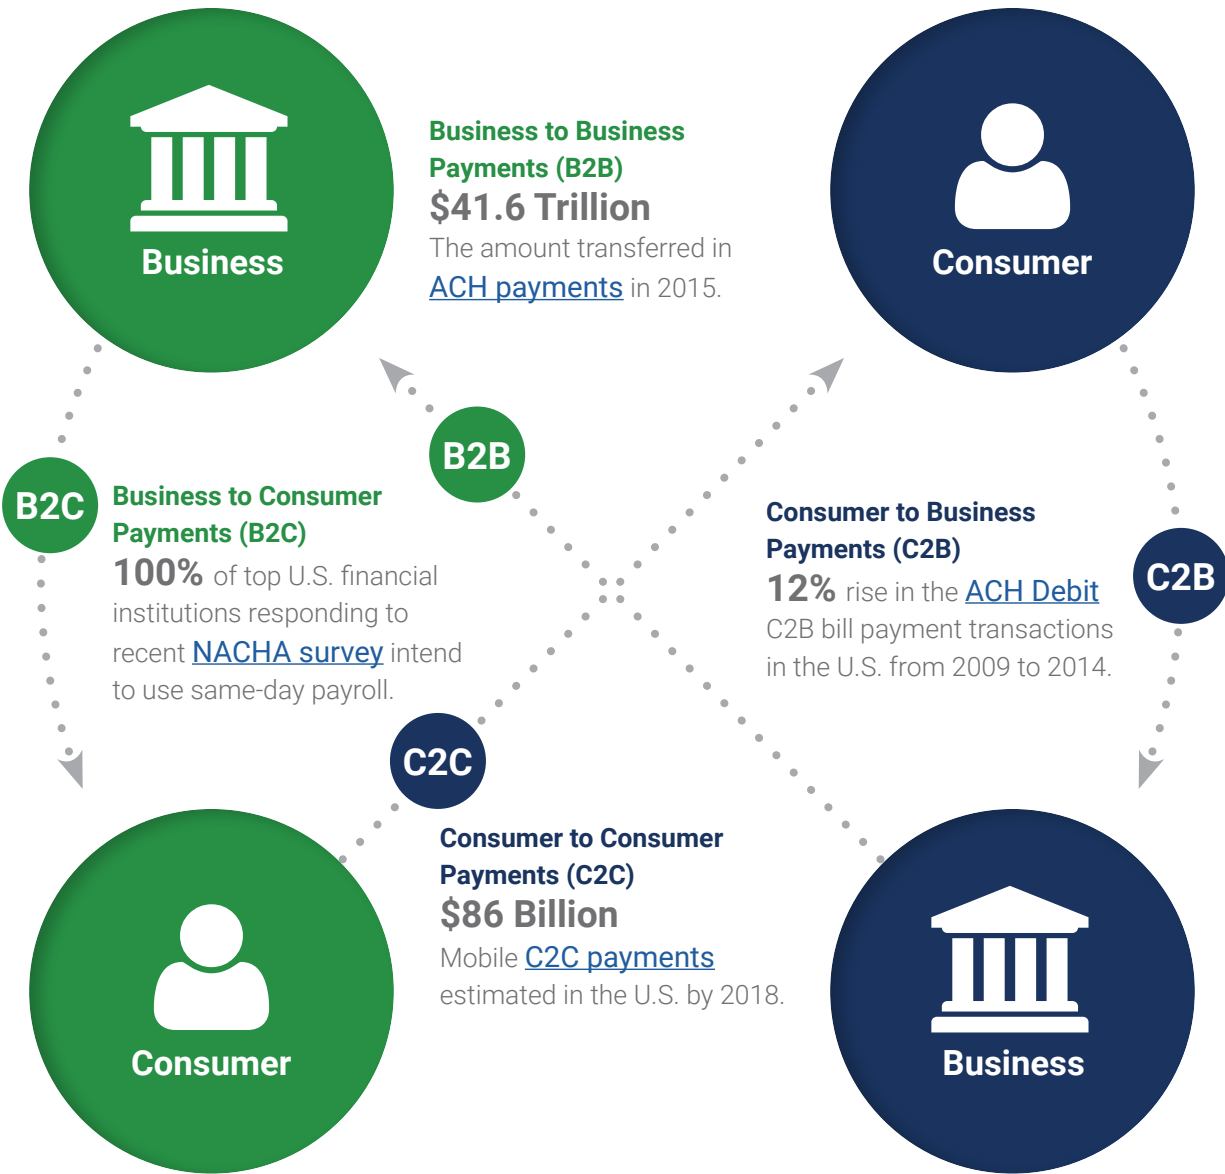 Business
Business to Business
Payments (B2B)
$41.6 Trillion
The amount transferred in
ACH payments in 2015.
Consumer
B2B
B2C
Business to Consumer
Payments (B2C)
100% of top U.S. financial
institutions responding to
recent NACHA survey intend
to use same-day payroll.
Consumer to Business
Payments (C2B)
12% rise in the ACH Debit
C2B bill payment transactions
in the U.S. from 2009 to 2014.
C2B
C2C
Consumer to Consumer
Payments (C2C)
$86 Billion
Mobile C2C payments
estimated in the U.S. by 2018.
Consumer
Business